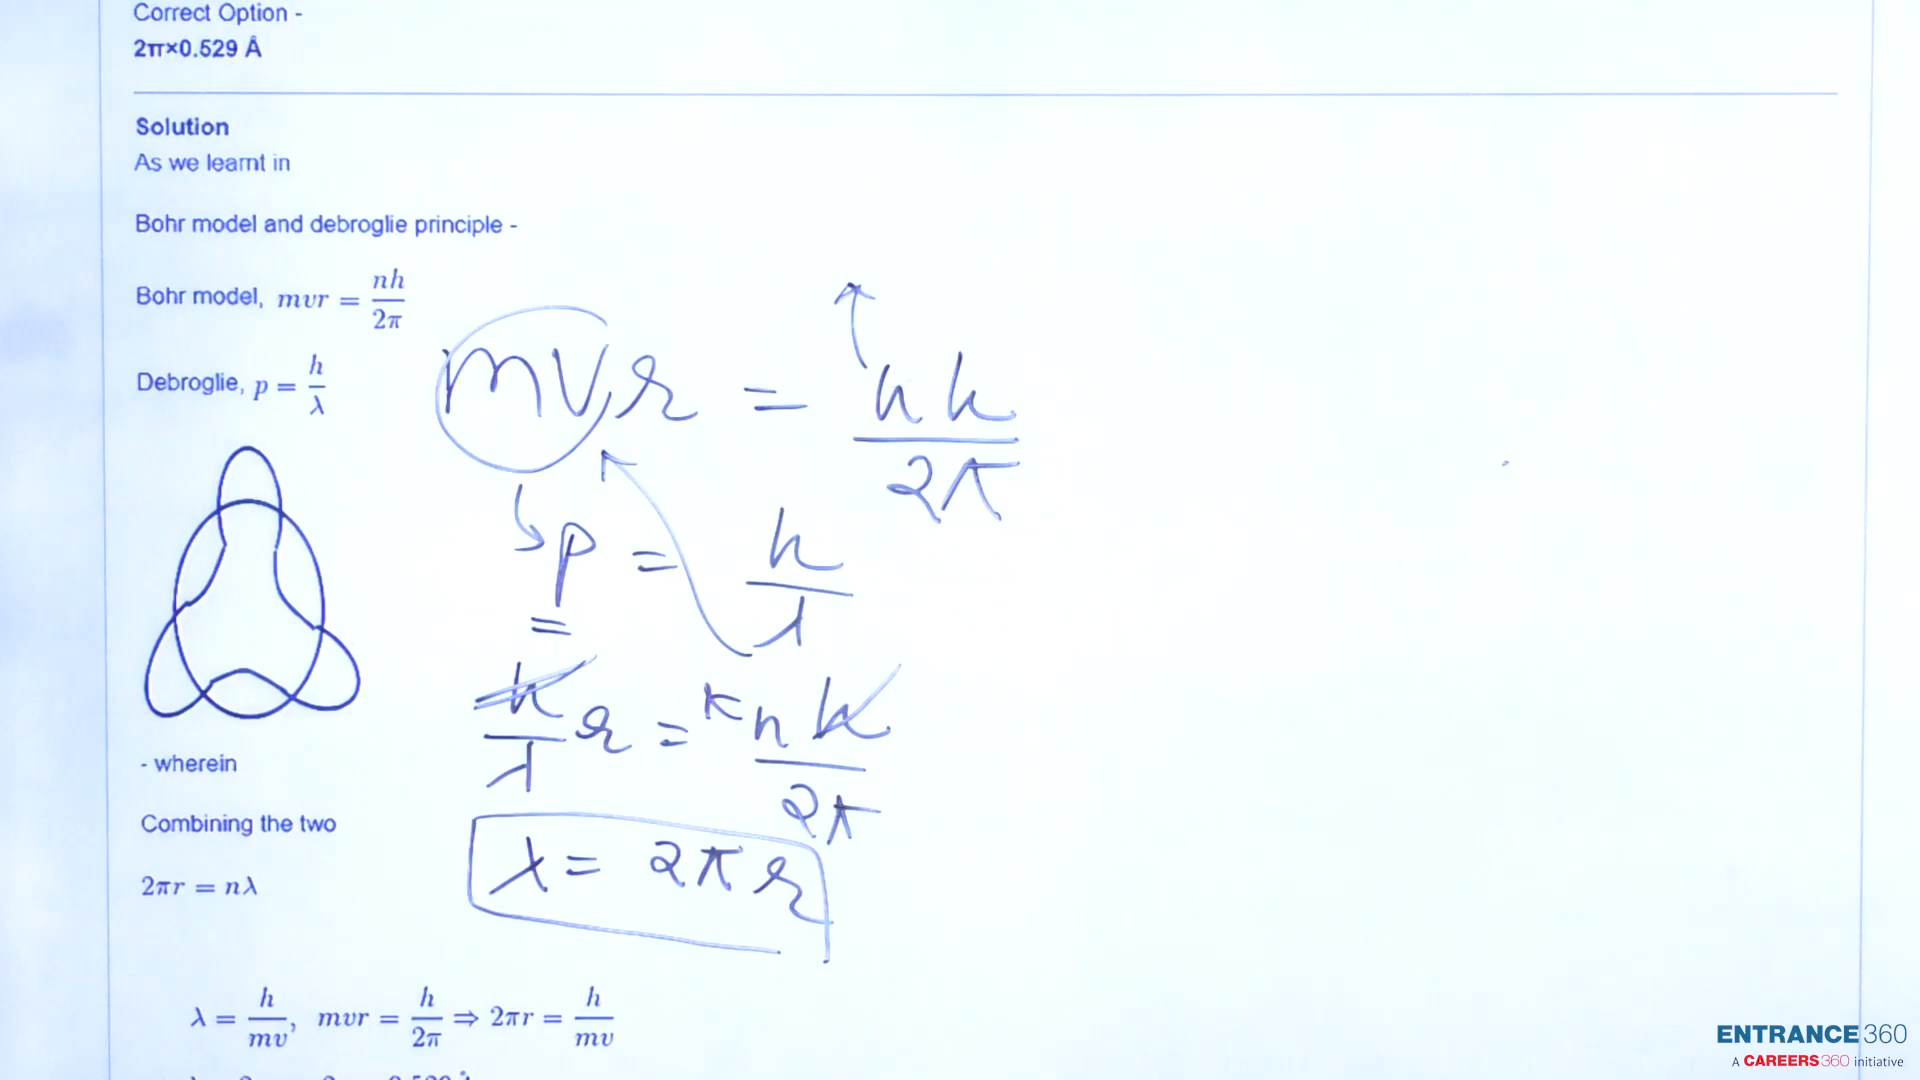 Correct Option -
2π×0.529 Å
Solution
As we learnt in
Bohr model and debroglie principle -
Bohr model, mvr = nh/2π
Debroglie, p = h/λ
mvr = nh/2π
p = h/λ
=
h/λ r = nh/2π
λ = 2πr
- wherein
Combining the two
2πr = nλ
λ = h/mv, mvr = h/2π ⇒ 2πr = h/mv
ENTRANCE360
A CAREERS360 initiative